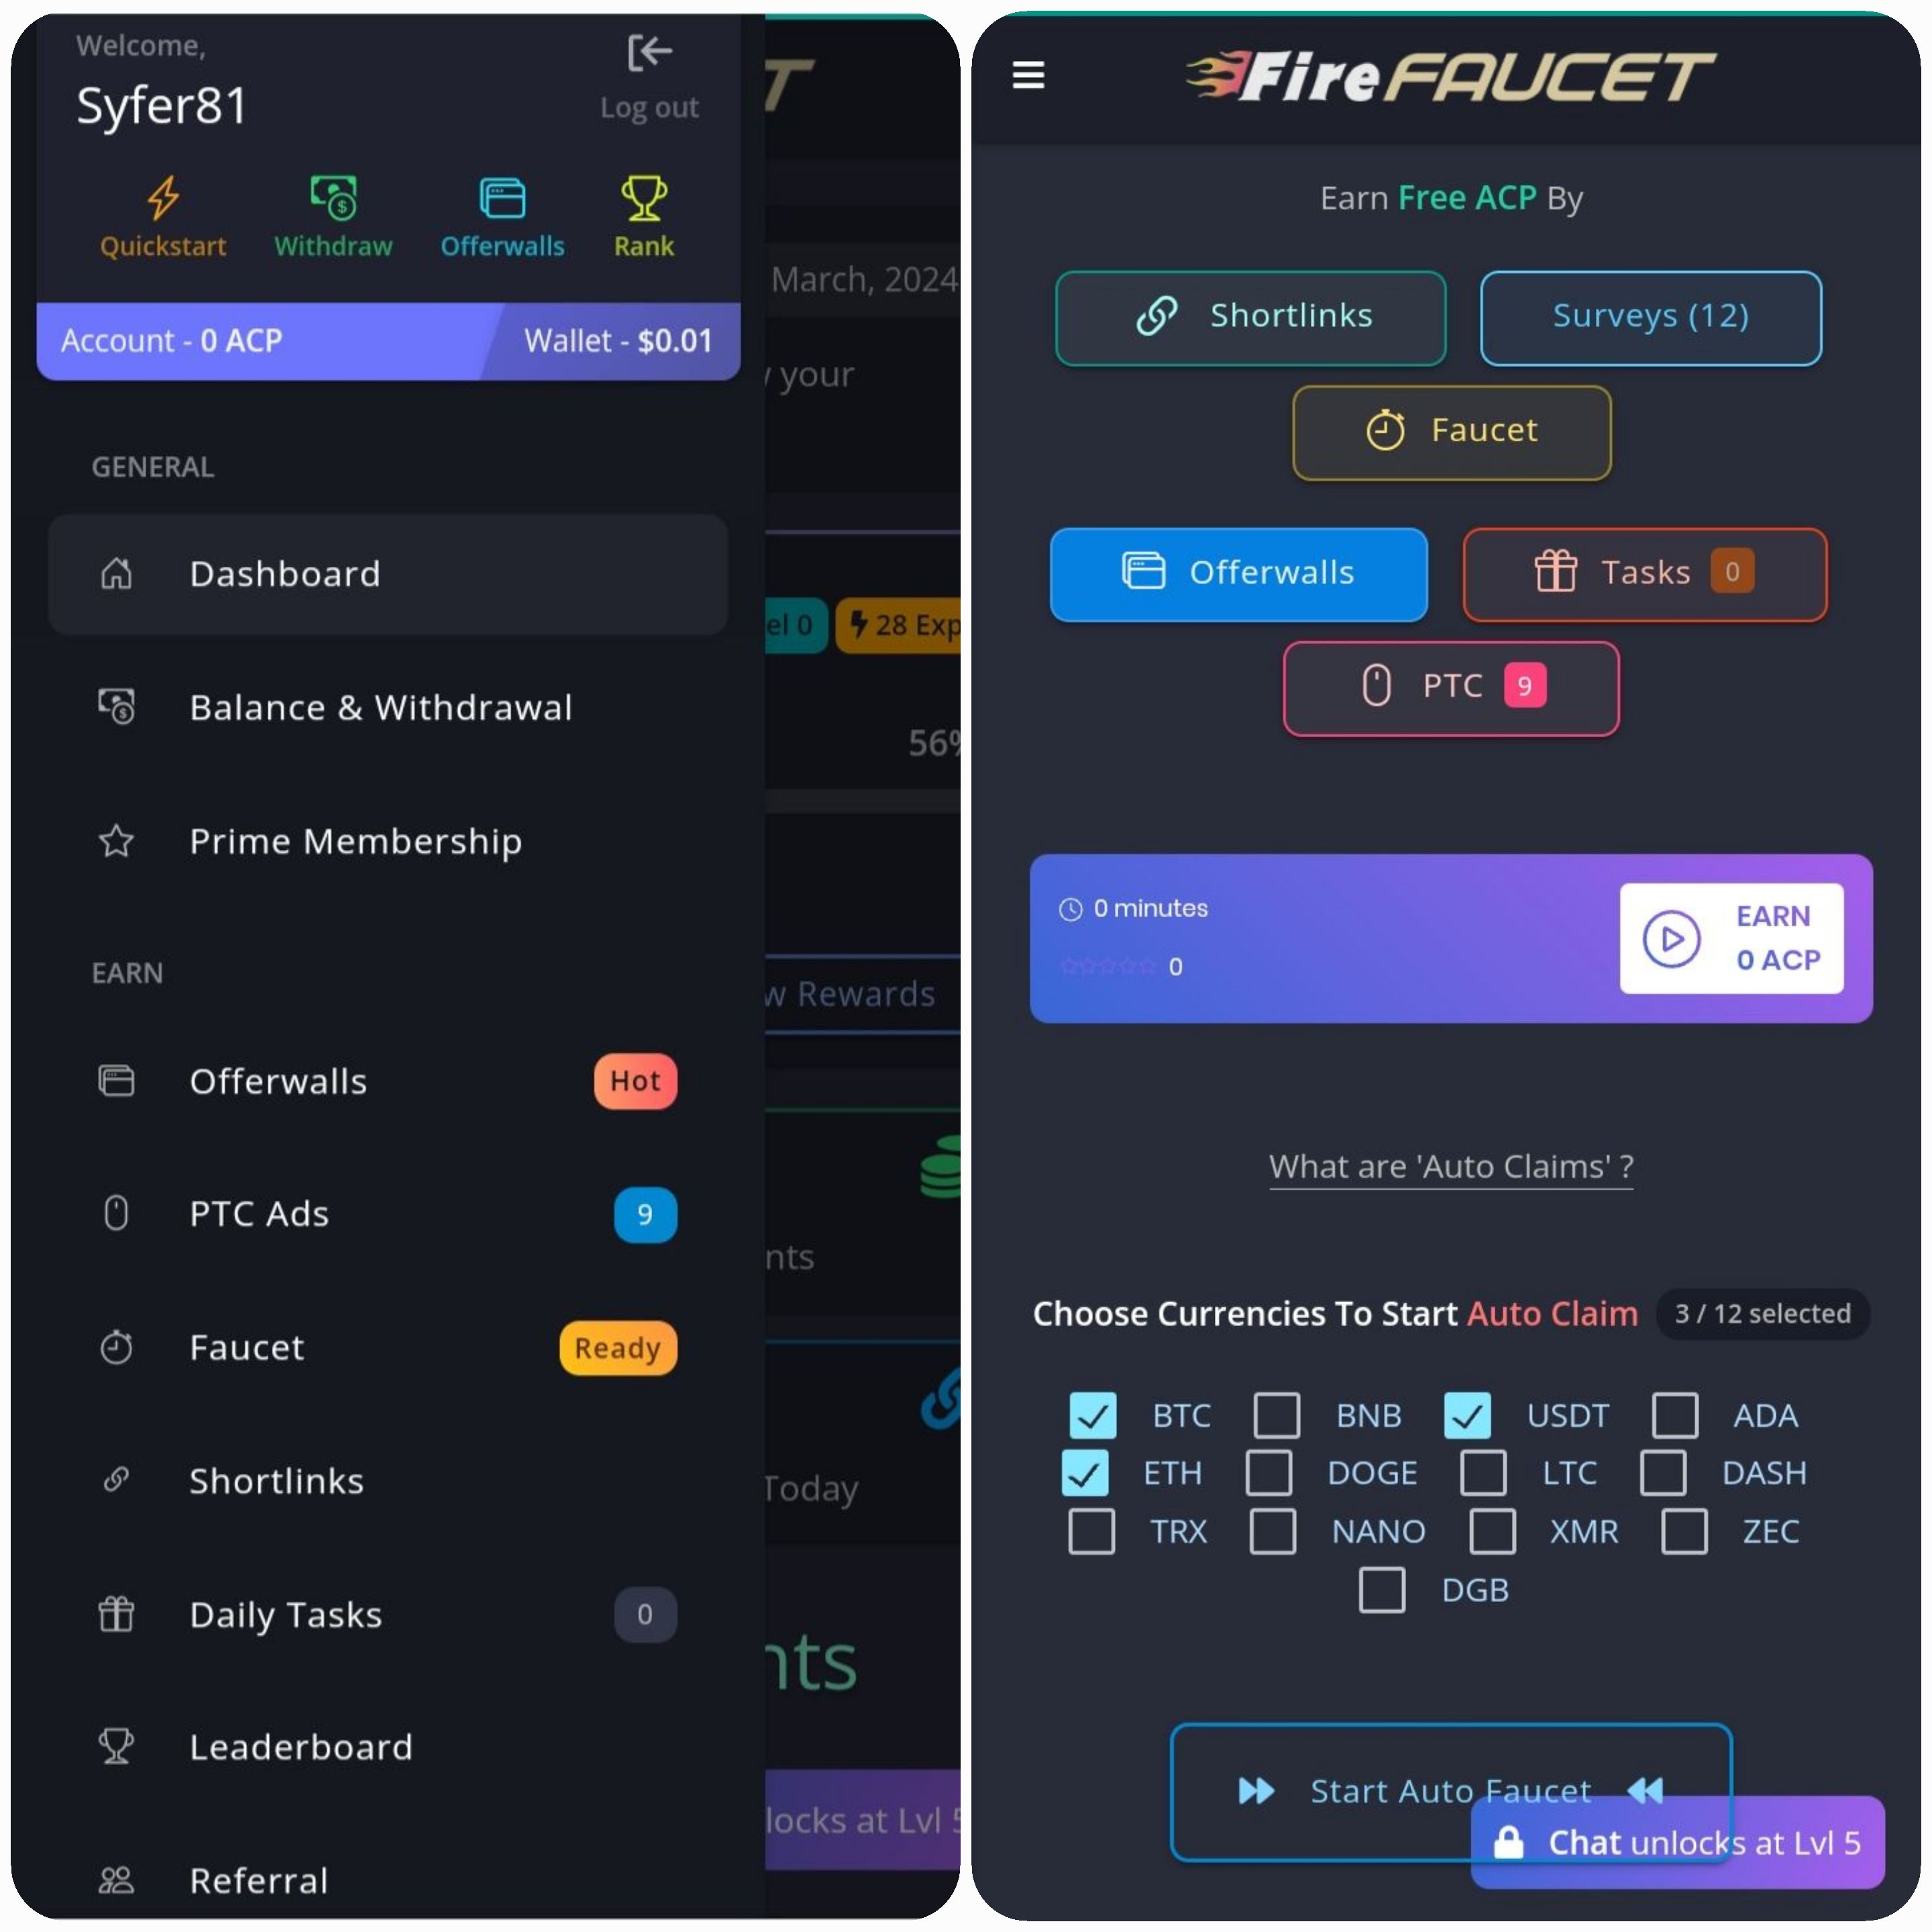 Welcome,
Syfer81
Log out
Quickstart
Withdraw
Offerwalls
Rank
Account - 0 ACP
Wallet - $0.01
GENERAL
Dashboard
Balance & Withdrawal
Prime Membership
EARN
Offerwalls
Hot
PTC Ads
9
Faucet
Ready
Shortlinks
Daily Tasks
0
Leaderboard
Referral
T
March, 2024
your
el 0
28 Exp
56%
w Rewards
nts
Today
nts
locks at Lvl 5
FireFAUCET
Earn Free ACP By
Shortlinks
Surveys (12)
Faucet
Offerwalls
Tasks 0
PTC 9
0 minutes
0
EARN
0 ACP
What are 'Auto Claims' ?
Choose Currencies To Start Auto Claim
3 / 12 selected
BTC BNB USDT ADA
ETH DOGE LTC DASH
TRX NANO XMR ZEC
DGB
Start Auto Faucet
Chat unlocks at Lvl 5